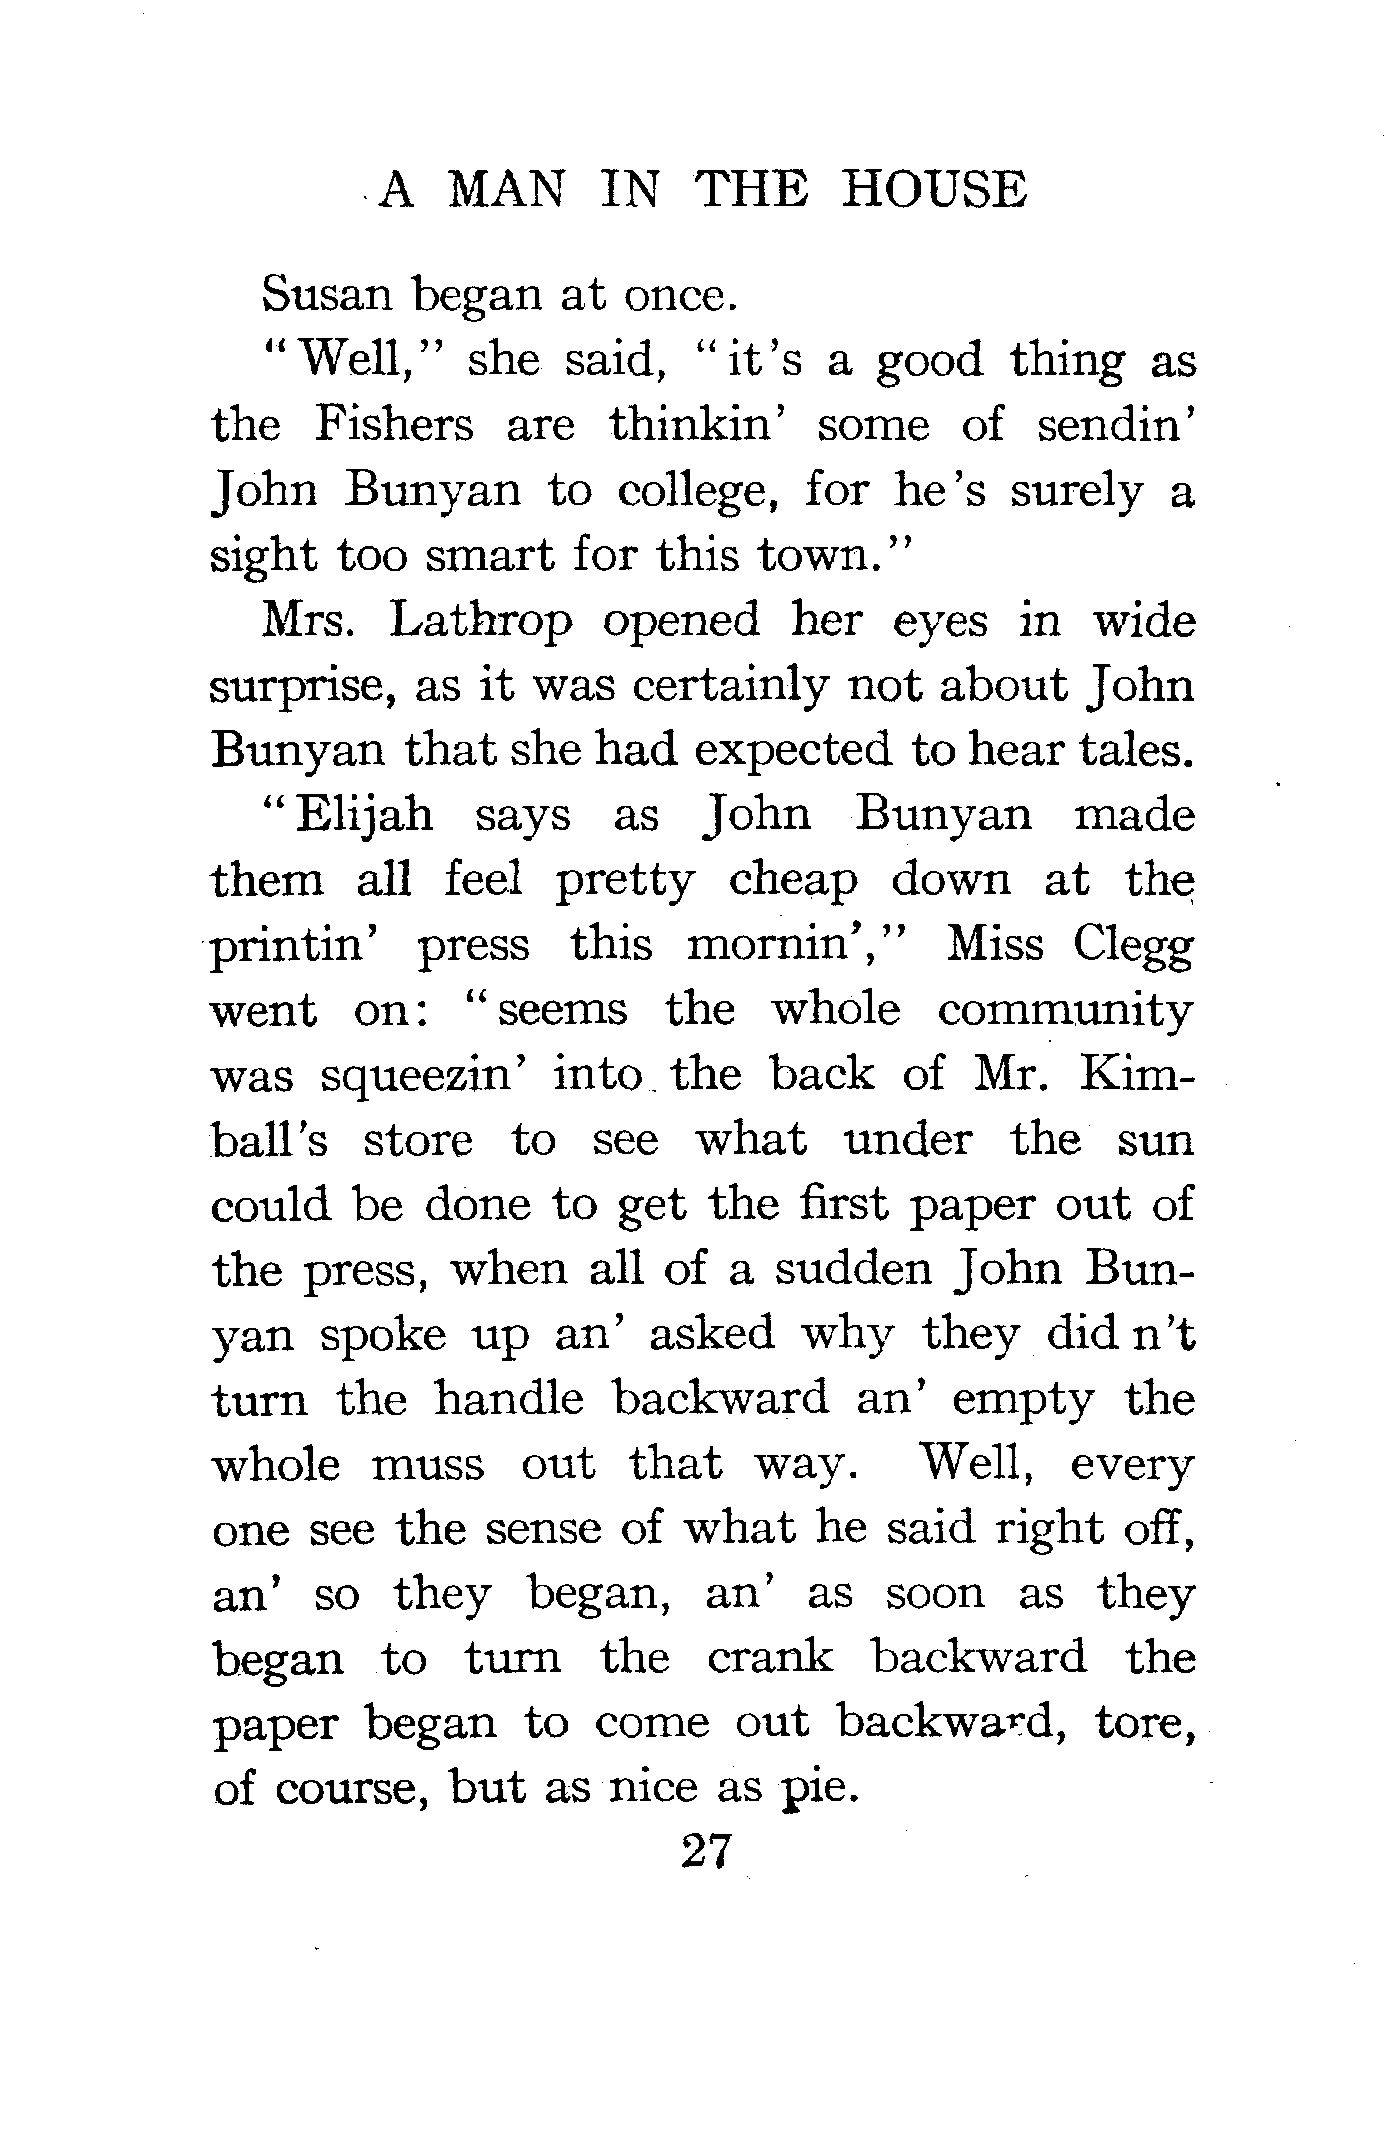 A MAN IN THE HOUSE
Susan began at once.
"Well," she said, "it's a good thing as
the Fishers are thinkin' some of sendin'
John Bunyan to college, for he's surely a
sight too smart for this town."
Mrs. Lathrop opened her eyes in wide
surprise, as it was certainly not about John
Bunyan that she had expected to hear tales.
"Elijah says as John Bunyan made
them all feel pretty cheap down at the
printin' press this mornin'," Miss Clegg
went on: "seems the whole community
was squeezin' into the back of Mr. Kim-
ball's store to see what under the sun
could be done to get the first paper out of
the press, when all of a sudden John Bun-
yan spoke up an' asked why they did n't
turn the handle backward an' empty the
whole muss out that way. Well, every
one see the sense of what he said right off,
an' so they began, an' as soon as they
began to turn the crank backward the
paper began to come out backward, tore,
of course, but as nice as pie.
27